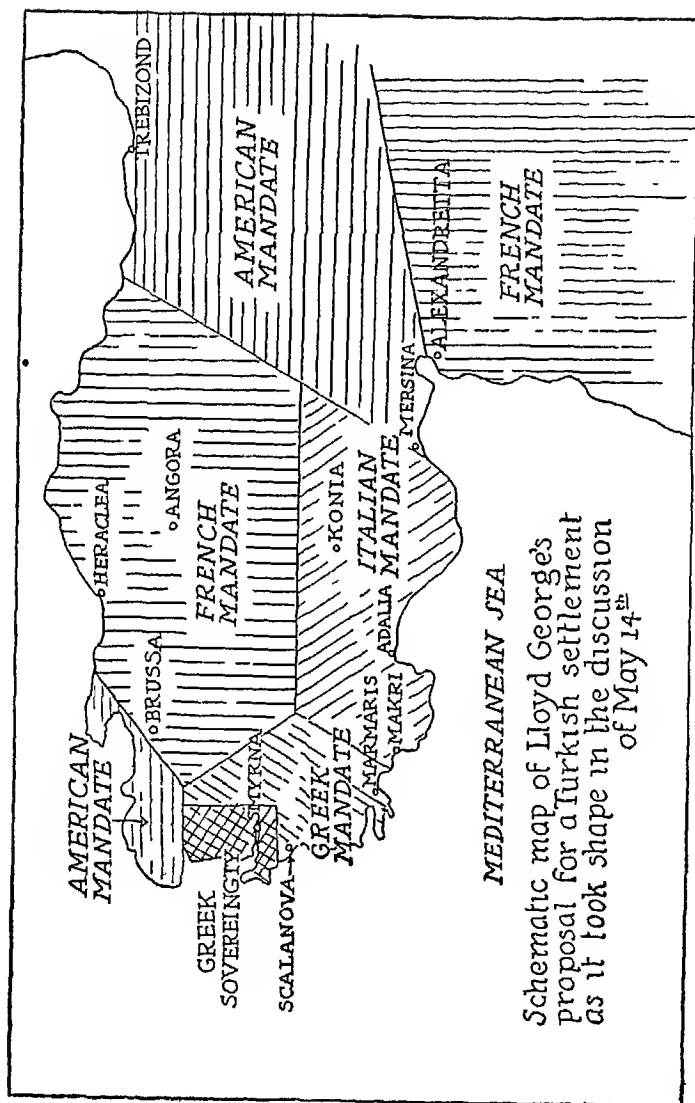 TREBIZOND
AMERICAN
MANDATE
ALEXANDRETTA
FRENCH
MANDATE
HERACLEA
ANGORA
FRENCH
MANDATE
BRUSSA
MERSINA
KONIA
ITALIAN
MANDATE
ADALIA
MARMARIS
MAKRI
AMERICAN
MANDATE
SMYRNA
GREEK
MANDATE
GREEK
SOVEREINGTY
SCALANOVA
MEDITERRANEAN SEA
Schematic map of Lloyd George's
proposal for a Turkish settlement
as it took shape in the discussion
of May 14th